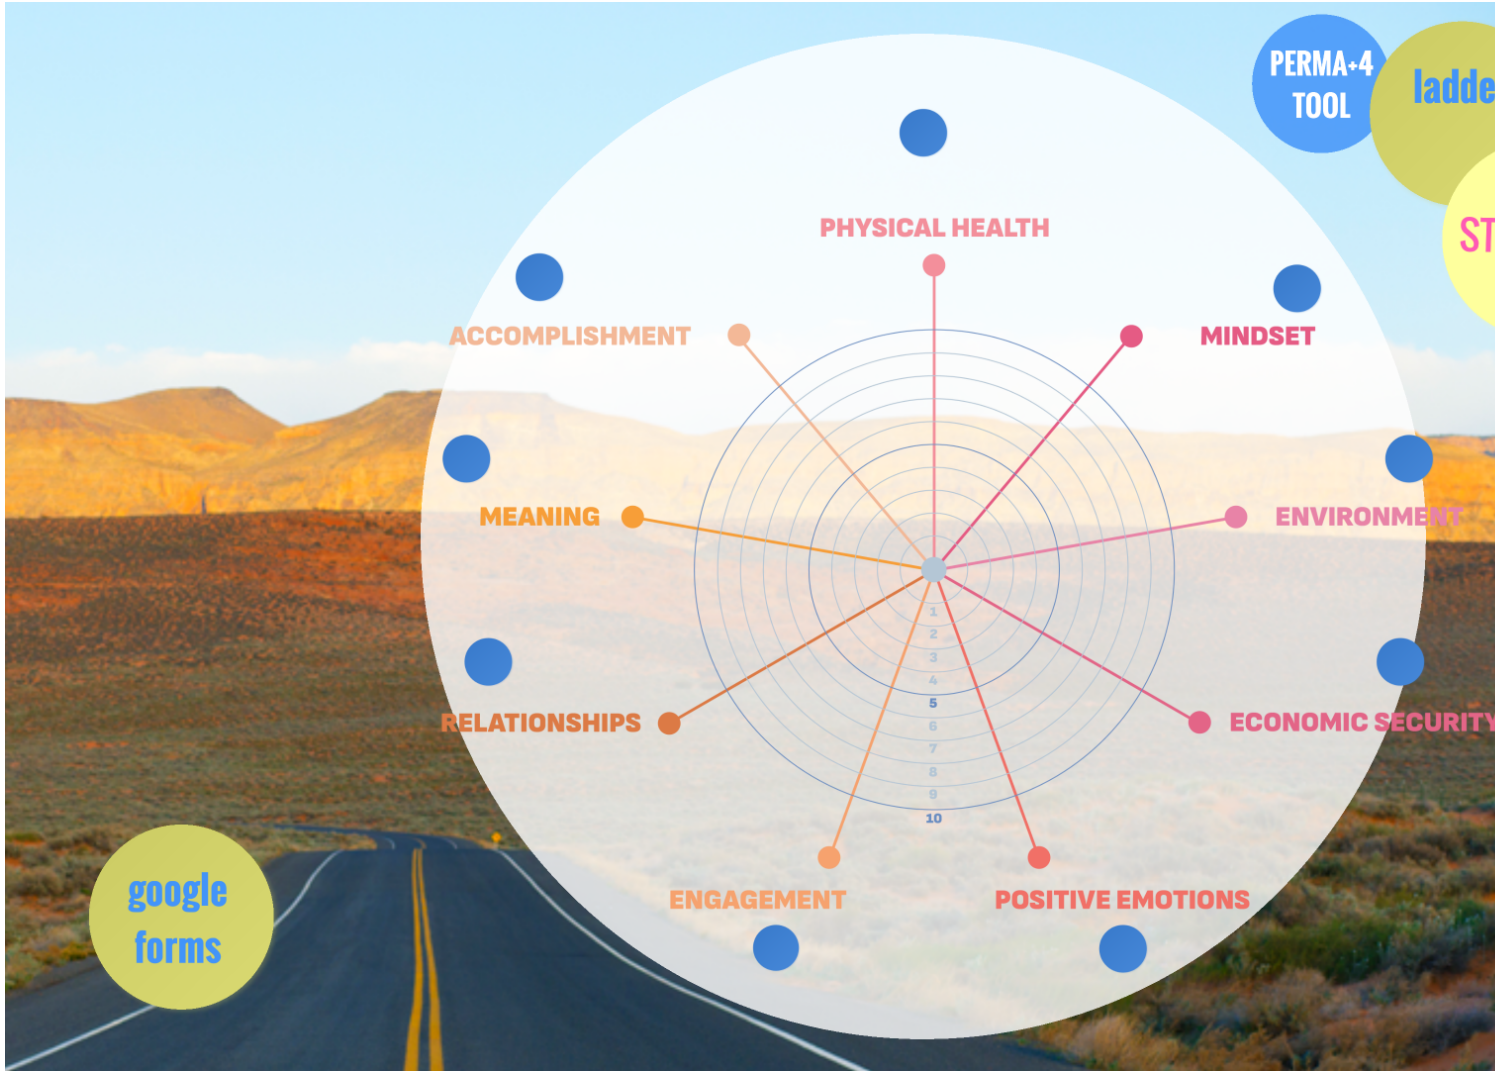 PERMA+4
TOOL
ladde
ST
PHYSICAL HEALTH
ACCOMPLISHMENT
MINDSET
MEANING
ENVIRONMENT
1
2
3
4
5
6
7
8
9
10
RELATIONSHIPS
ECONOMIC SECURITY
ENGAGEMENT
POSITIVE EMOTIONS
google
forms